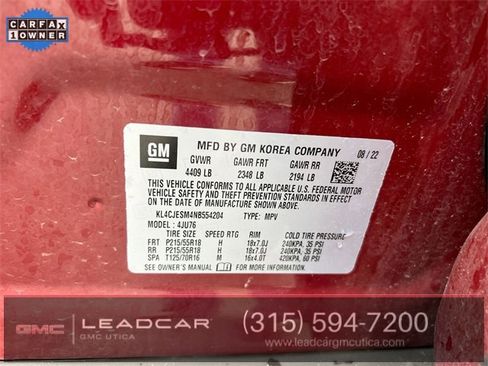 CARFAX
1 OWNER
GM
MFD BY GM KOREA COMPANY 08 / 22
GVWR GAWR FRT GAWR RR
4409 LB 2348 LB 2194 LB
THIS VEHICLE CONFORMS TO ALL APPLICABLE U.S. FEDERAL MOTOR
VEHICLE SAFETY AND THEFT PREVENTION STANDARDS IN EFFECT
ON THE DATE OF MANUFACTURE SHOWN ABOVE.
KL4CJESM4NB554204 TYPE: MPV
MODEL : 4JU76
TIRE SIZE SPEED RTG RIM COLD TIRE PRESSURE
FRT P215/55R18 H 18x7.0J 240KPA, 35 PSI
RR P215/55R18 H 18x7.0J 240KPA, 35 PSI
SPA T125/70R16 M 16x4.0T 420KPA, 60 PSI
SEE OWNER'S MANUAL FOR MORE INFORMATION.
GMC LEADCAR
GMC UTICA
(315) 594-7200
www.leadcargmcutica.com